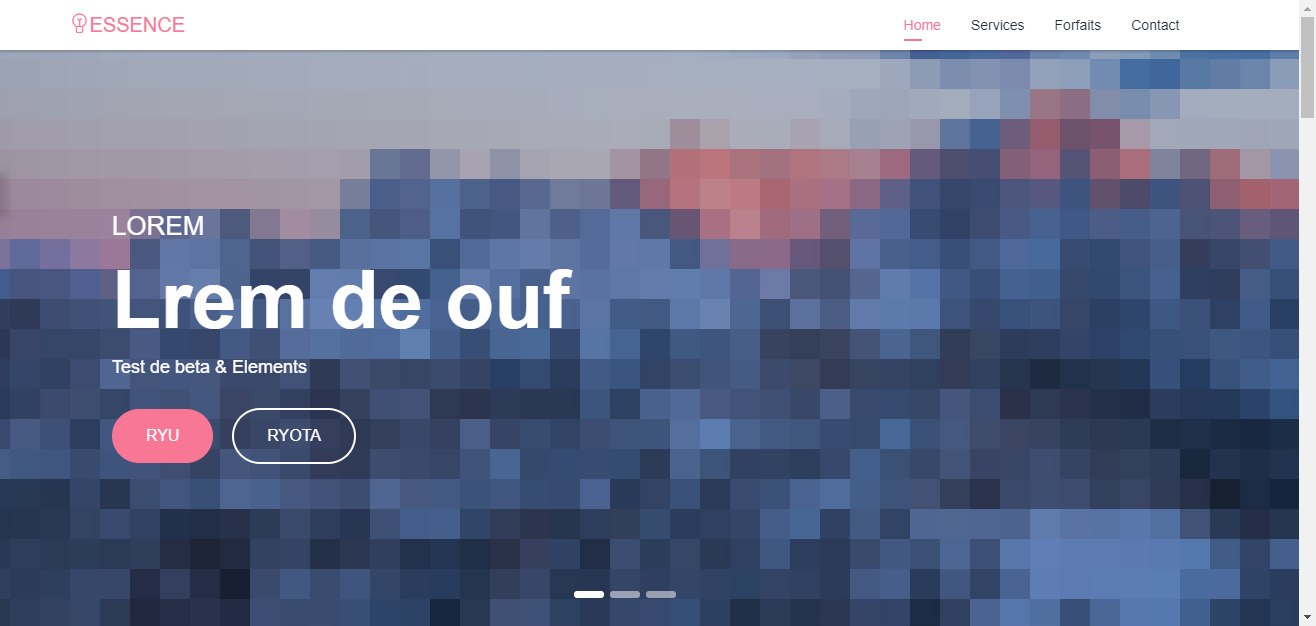 ESSENCE
Home Services Forfaits Contact
LOREM
Lrem de ouf
Test de beta & Elements
RYU RYOTA